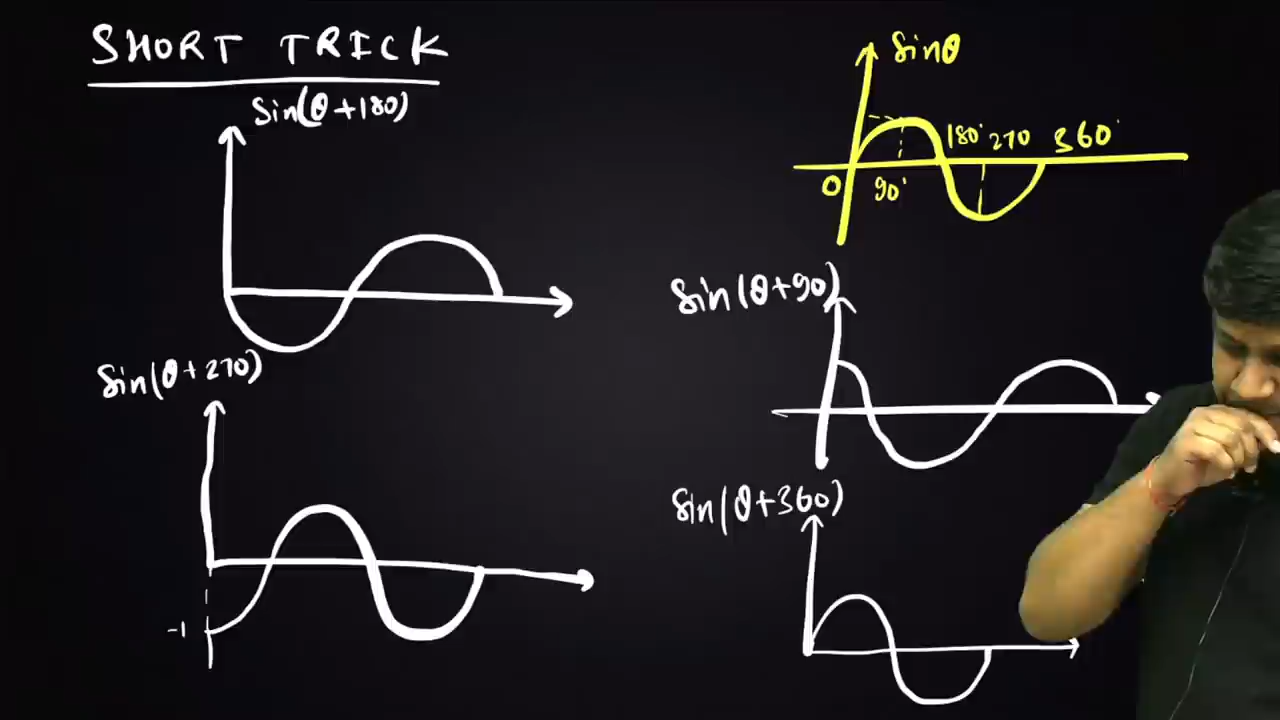 SHORT TRICK
Sin(θ+180)
Sin(θ+270)
-1
Sinθ
180° 270 360°
0 90°
Sin(θ+90)
Sin(θ+360)